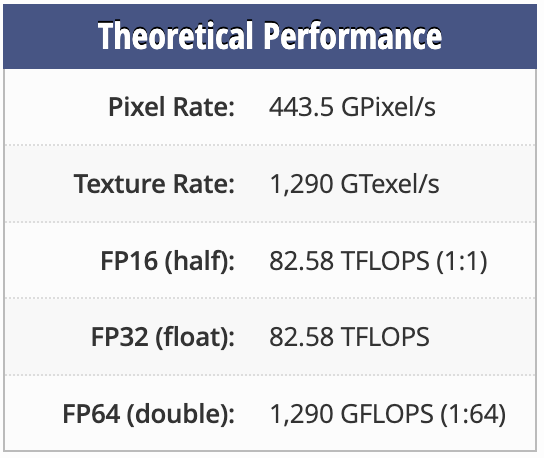 Theoretical Performance
Pixel Rate: 443.5 GPixel/s
Texture Rate: 1,290 GTexel/s
FP16 (half): 82.58 TFLOPS (1:1)
FP32 (float): 82.58 TFLOPS
FP64 (double): 1,290 GFLOPS (1:64)